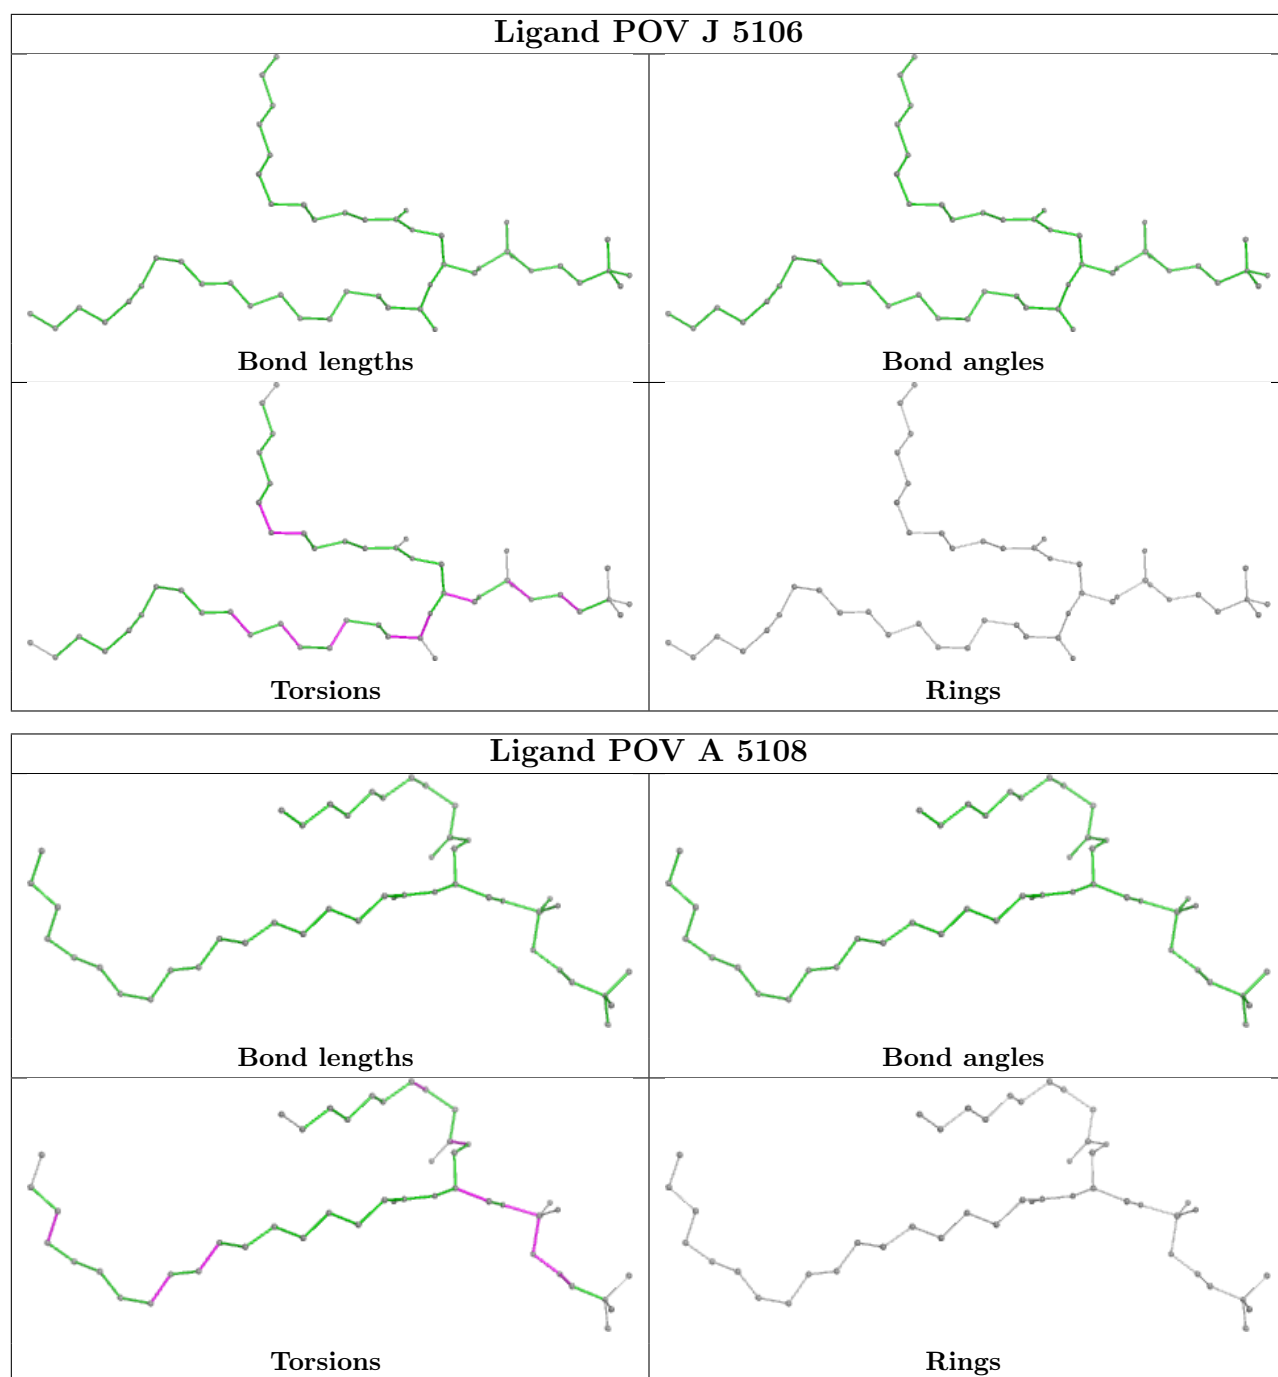 Ligand POV J 5106
Bond lengths
Bond angles
Torsions
Rings
Ligand POV A 5108
Bond lengths
Bond angles
Torsions
Rings